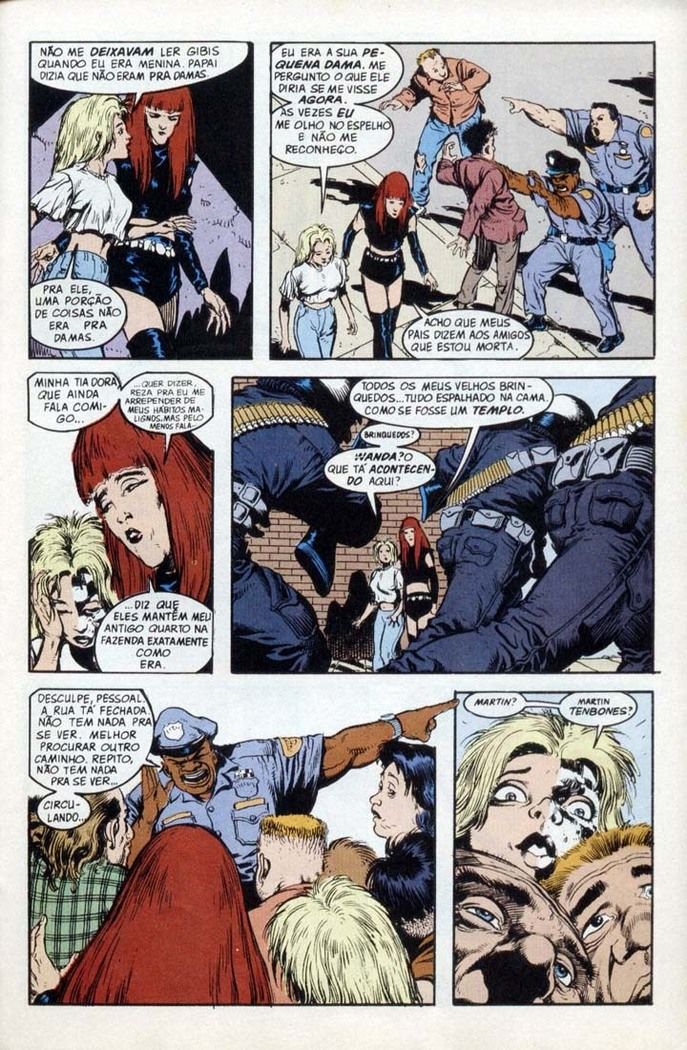 NÃO ME DEIXAVAM LER GIBIS
QUANDO EU ERA MENINA. PAPAI
DIZIA QUE NÃO ERAM PRA DAMAS.
PRA ELE,
UMA PORÇÃO
DE COISAS NÃO
ERA PRA
DAMAS.
EU ERA A SUA PE-
QUENA DAMA. ME
PERGUNTO O QUE ELE
DIRIA SE ME VISSE
AGORA.
ÀS VEZES EU
ME OLHO NO ESPELHO
E NÃO ME
RECONHEÇO.
ACHO QUE MEUS
PAIS DIZEM AOS AMIGOS
QUE ESTOU MORTA.
MINHA TIA DORA,
QUE AINDA
FALA COMI-
GO...
...QUER DIZER,
REZA PRA EU ME
ARREPENDER DE
MEUS HÁBITOS MA-
LIGNOS. MAS PELO
MENOS FALA...
...DIZ QUE
ELES MANTÊM MEU
ANTIGO QUARTO NA
FAZENDA EXATAMENTE
COMO
ERA.
TODOS OS MEUS VELHOS BRIN-
QUEDOS...TUDO ESPALHADO NA CAMA.
COMO SE FOSSE UM TEMPLO.
BRINQUEDOS?
WANDA? O
QUE TÁ ACONTECEN-
DO AQUI?
DESCULPE, PESSOAL.
A RUA TÁ FECHADA.
NÃO TEM NADA PRA
SE VER. MELHOR
PROCURAR OUTRO
CAMINHO. REPITO,
NÃO TEM NADA
PRA SE VER...
CIRCU-
LANDO...
MARTIN?
MARTIN
TENBONES?